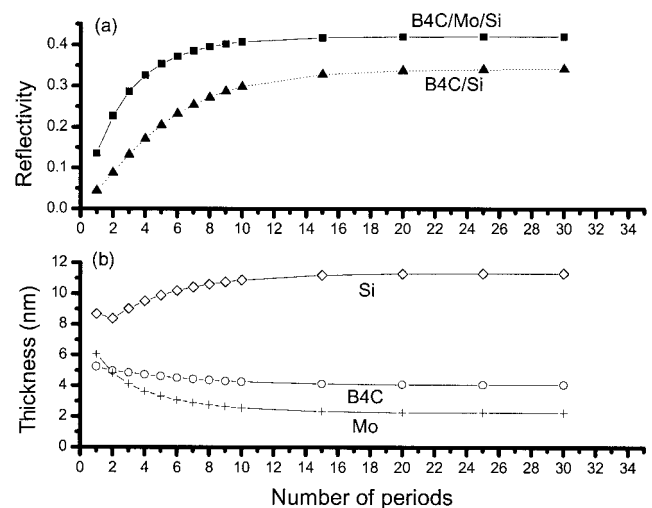 (a)
B4C/Mo/Si
B4C/Si
Reflectivity
0.4
0.3
0.2
0.1
0.0
0 2 4 6 8 10 12 14 16 18 20 22 24 26 28 30 32 34
(b)
Si
B4C
Mo
Thickness (nm)
12
10
8
6
4
2
0
0 2 4 6 8 10 12 14 16 18 20 22 24 26 28 30 32 34
Number of periods